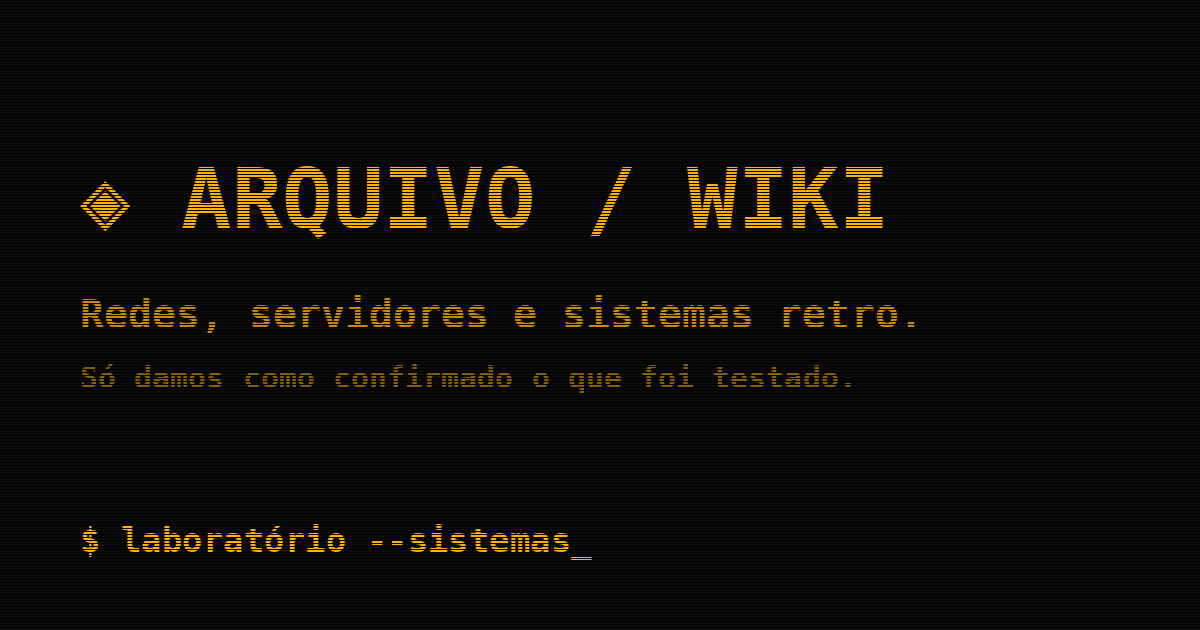 ◈ ARQUIVO / WIKI
Redes, servidores e sistemas retro.
Só damos como confirmado o que foi testado.
$ laboratório --sistemas_